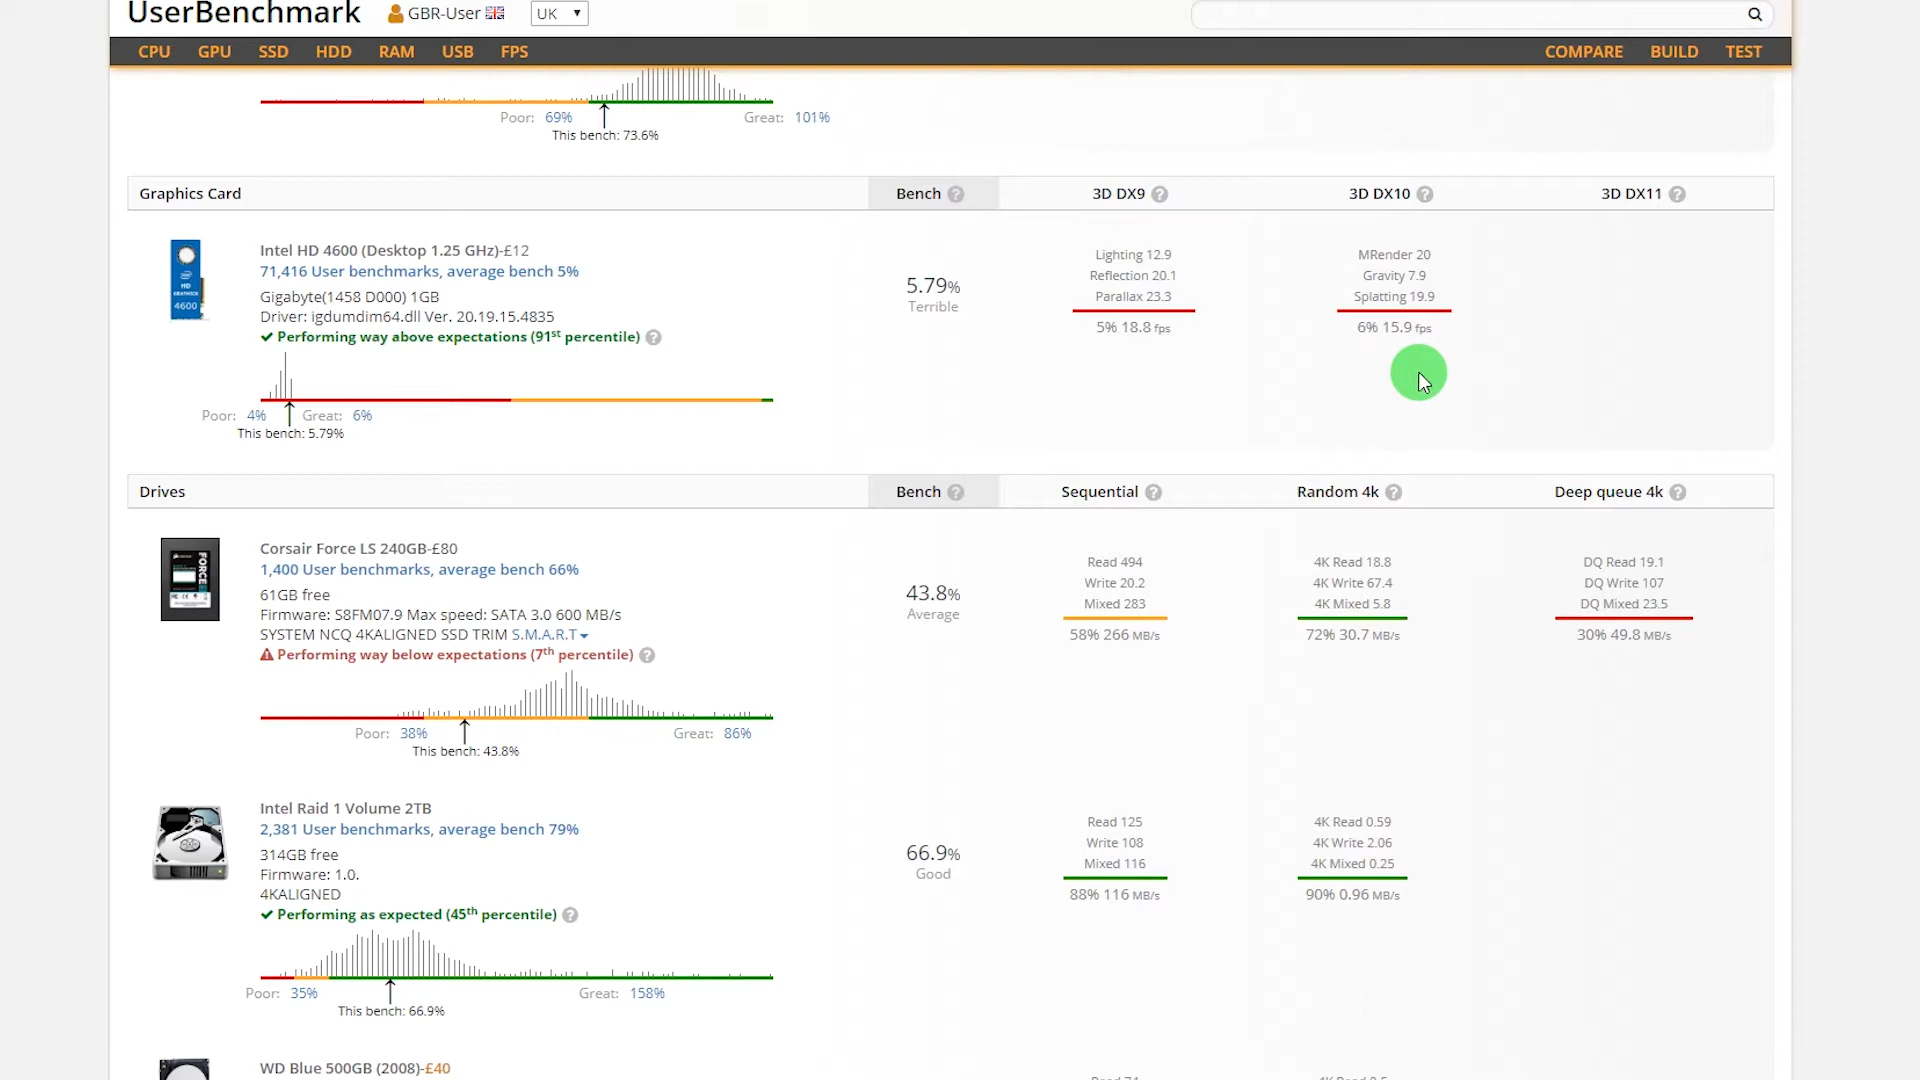 UserBenchmark GBR-User UK ▼
CPU GPU SSD HDD RAM USB FPS COMPARE BUILD TEST
Poor: 69% Great: 101%
This bench: 73.6%
Graphics Card Bench ? 3D DX9 ? 3D DX10 ? 3D DX11 ?
Intel HD 4600 (Desktop 1.25 GHz)-£12
71,416 User benchmarks, average bench 5%
Gigabyte(1458 D000) 1GB
Driver: igdumdim64.dll Ver. 20.19.15.4835
✔ Performing way above expectations (91st percentile) ?
intel
HD
GRAPHICS
4600
5.79%
Terrible
Lighting 12.9
Reflection 20.1
Parallax 23.3
5% 18.8 fps
MRender 20
Gravity 7.9
Splatting 19.9
6% 15.9 fps
Poor: 4% Great: 6%
This bench: 5.79%
Drives Bench ? Sequential ? Random 4k ? Deep queue 4k ?
Corsair Force LS 240GB-£80
1,400 User benchmarks, average bench 66%
61GB free
Firmware: S8FM07.9 Max speed: SATA 3.0 600 MB/s
SYSTEM NCQ 4KALIGNED SSD TRIM S.M.A.R.T
Performing way below expectations (7th percentile) ?
FORCE
43.8%
Average
Read 494
Write 20.2
Mixed 283
58% 266 MB/s
4K Read 18.8
4K Write 67.4
4K Mixed 5.8
72% 30.7 MB/s
DQ Read 19.1
DQ Write 107
DQ Mixed 23.5
30% 49.8 MB/s
Poor: 38% Great: 86%
This bench: 43.8%
Intel Raid 1 Volume 2TB
2,381 User benchmarks, average bench 79%
314GB free
Firmware: 1.0.
4KALIGNED
✔ Performing as expected (45th percentile) ?
66.9%
Good
Read 125
Write 108
Mixed 116
88% 116 MB/s
4K Read 0.59
4K Write 2.06
4K Mixed 0.25
90% 0.96 MB/s
Poor: 35% Great: 158%
This bench: 66.9%
WD Blue 500GB (2008)-£40